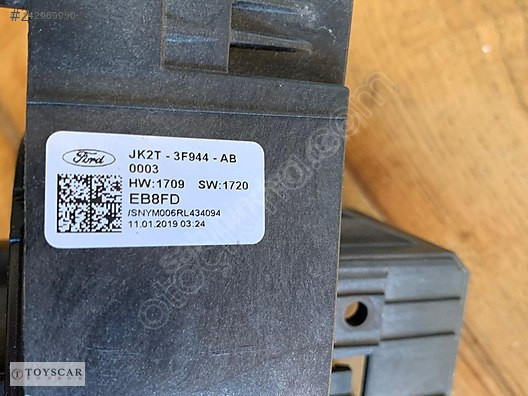 Ford
JK2T - 3F944 - AB
0003
HW:1709 SW:1720
EB8FD
/SNYM006RL434094
11.01.2019 03:24
TOYSCAR